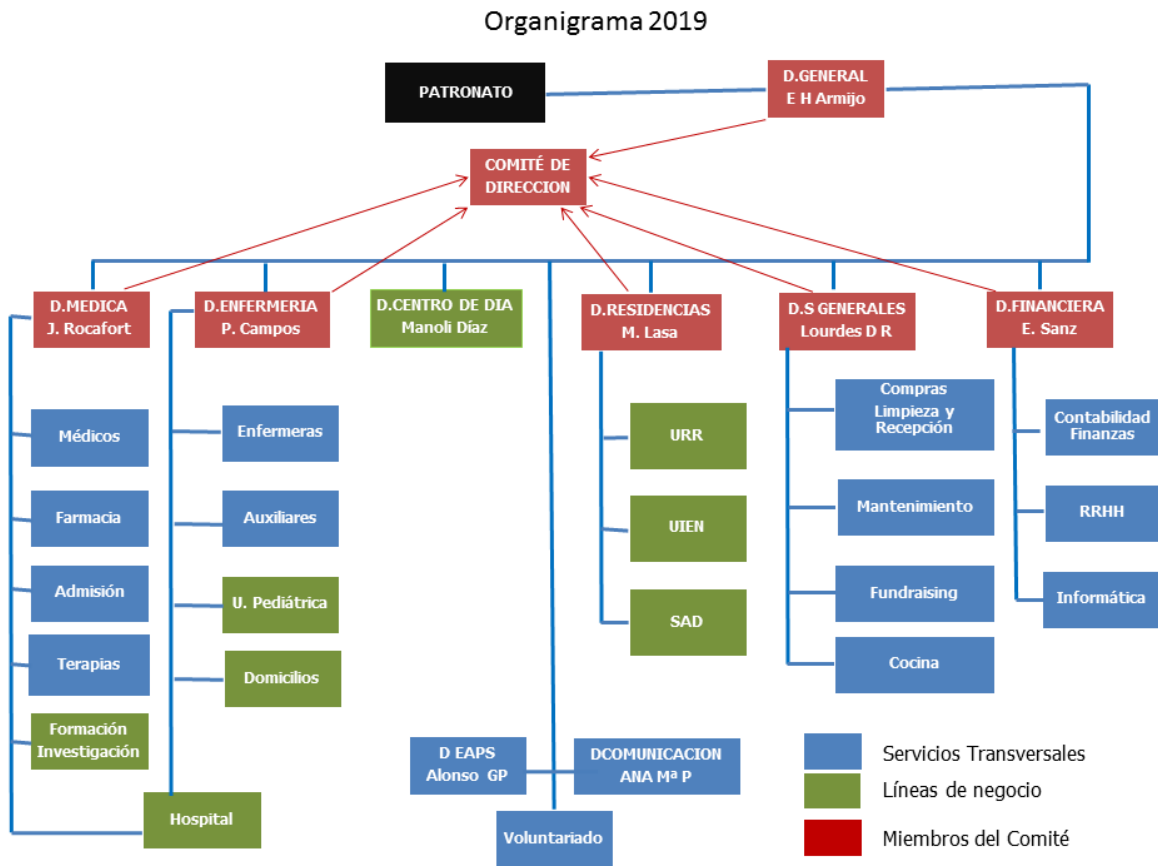 Organigrama 2019
PATRONATO
D.GENERAL
E H Armijo
COMITÉ DE
DIRECCION
D.MEDICA
J. Rocafort
D.ENFERMERIA
P. Campos
D.CENTRO DE DIA
Manoli Díaz
D.RESIDENCIAS
M. Lasa
D.S GENERALES
Lourdes D R
D.FINANCIERA
E. Sanz
Médicos
Farmacia
Admisión
Terapias
Formación
Investigación
Enfermeras
Auxiliares
U. Pediátrica
Domicilios
Hospital
URR
UIEN
SAD
Compras
Limpieza y
Recepción
Mantenimiento
Fundraising
Cocina
Contabilidad
Finanzas
RRHH
Informática
D EAPS
Alonso GP
DCOMUNICACION
ANA Mª P
Voluntariado
Servicios Transversales
Líneas de negocio
Miembros del Comité